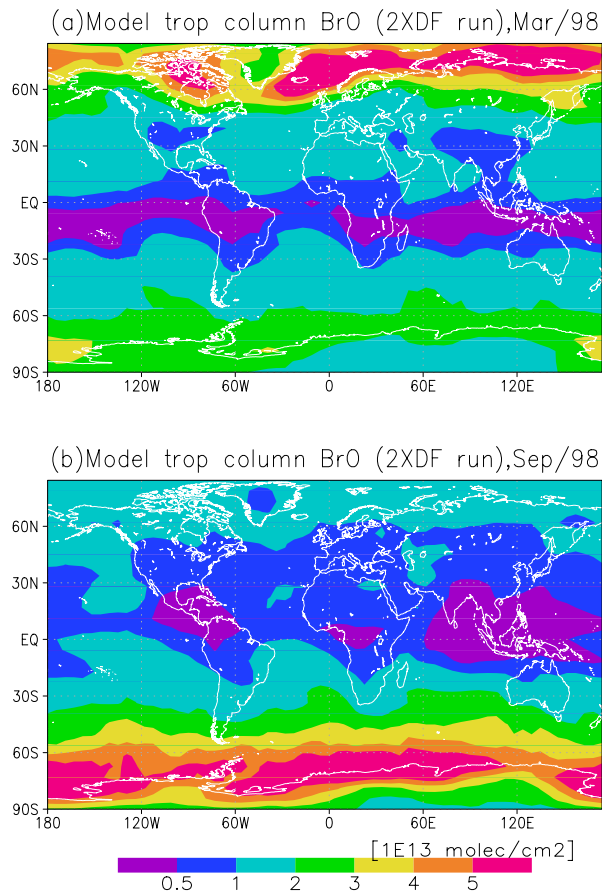 (a)Model trop column BrO (2XDF run),Mar/98
60N
30N
EQ
30S
60S
90S
180 120W 60W 0 60E 120E
(b)Model trop column BrO (2XDF run),Sep/98
60N
30N
EQ
30S
60S
90S
180 120W 60W 0 60E 120E
[1E13 molec/cm2]
0.5 1 2 3 4 5